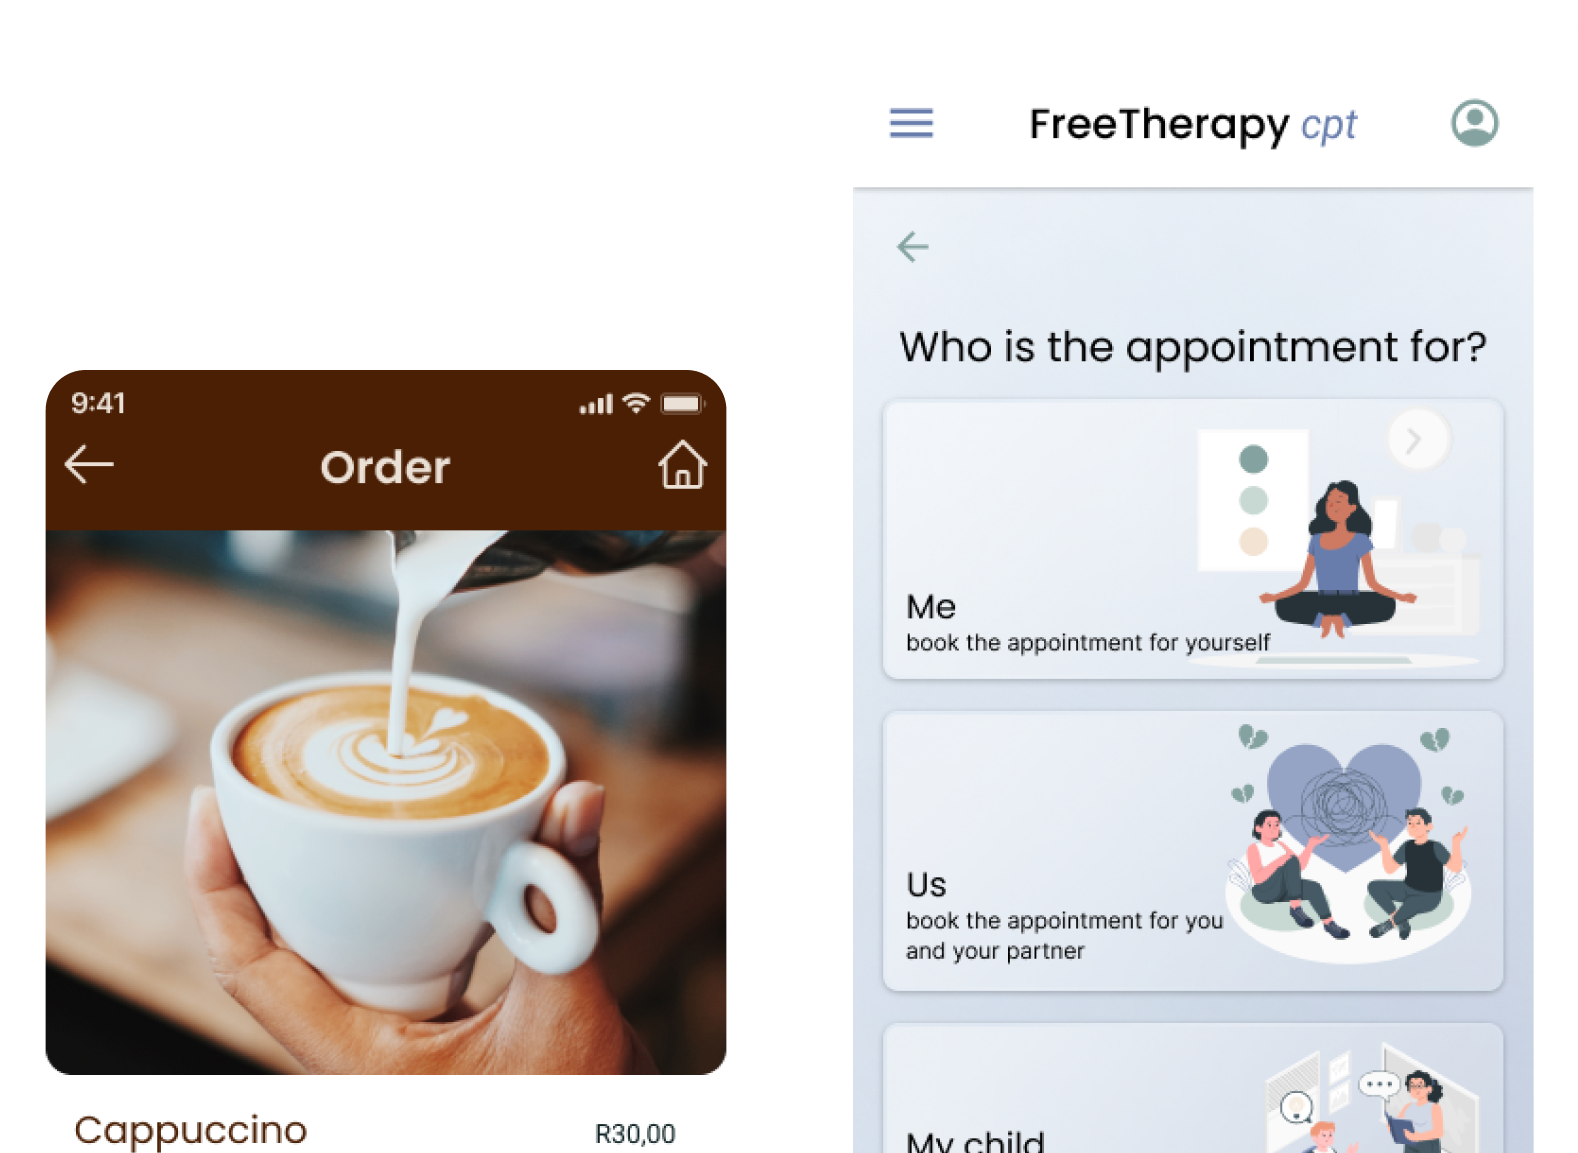 9:41
Order
Cappuccino
R30,00
FreeTherapy cpt
Who is the appointment for?
Me
book the appointment for yourself
Us
book the appointment for you
and your partner
My child